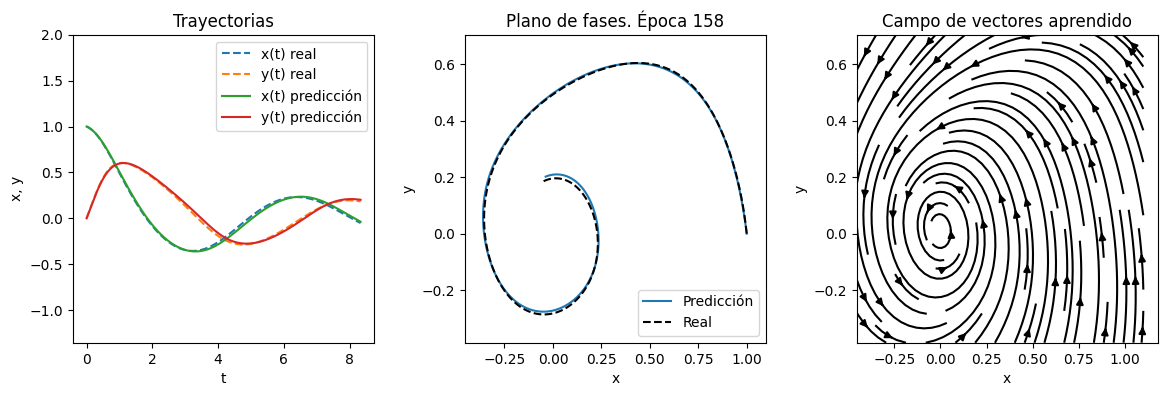 Trayectorias
x, y
2.0
1.5
1.0
0.5
0.0
−0.5
−1.0
0
2
4
6
8
t
x(t) real
y(t) real
x(t) predicción
y(t) predicción
Plano de fases. Época 158
y
0.6
0.4
0.2
0.0
−0.2
−0.25
0.00
0.25
0.50
0.75
1.00
x
Predicción
Real
Campo de vectores aprendido
y
0.6
0.4
0.2
0.0
−0.2
−0.25
0.00
0.25
0.50
0.75
1.00
x